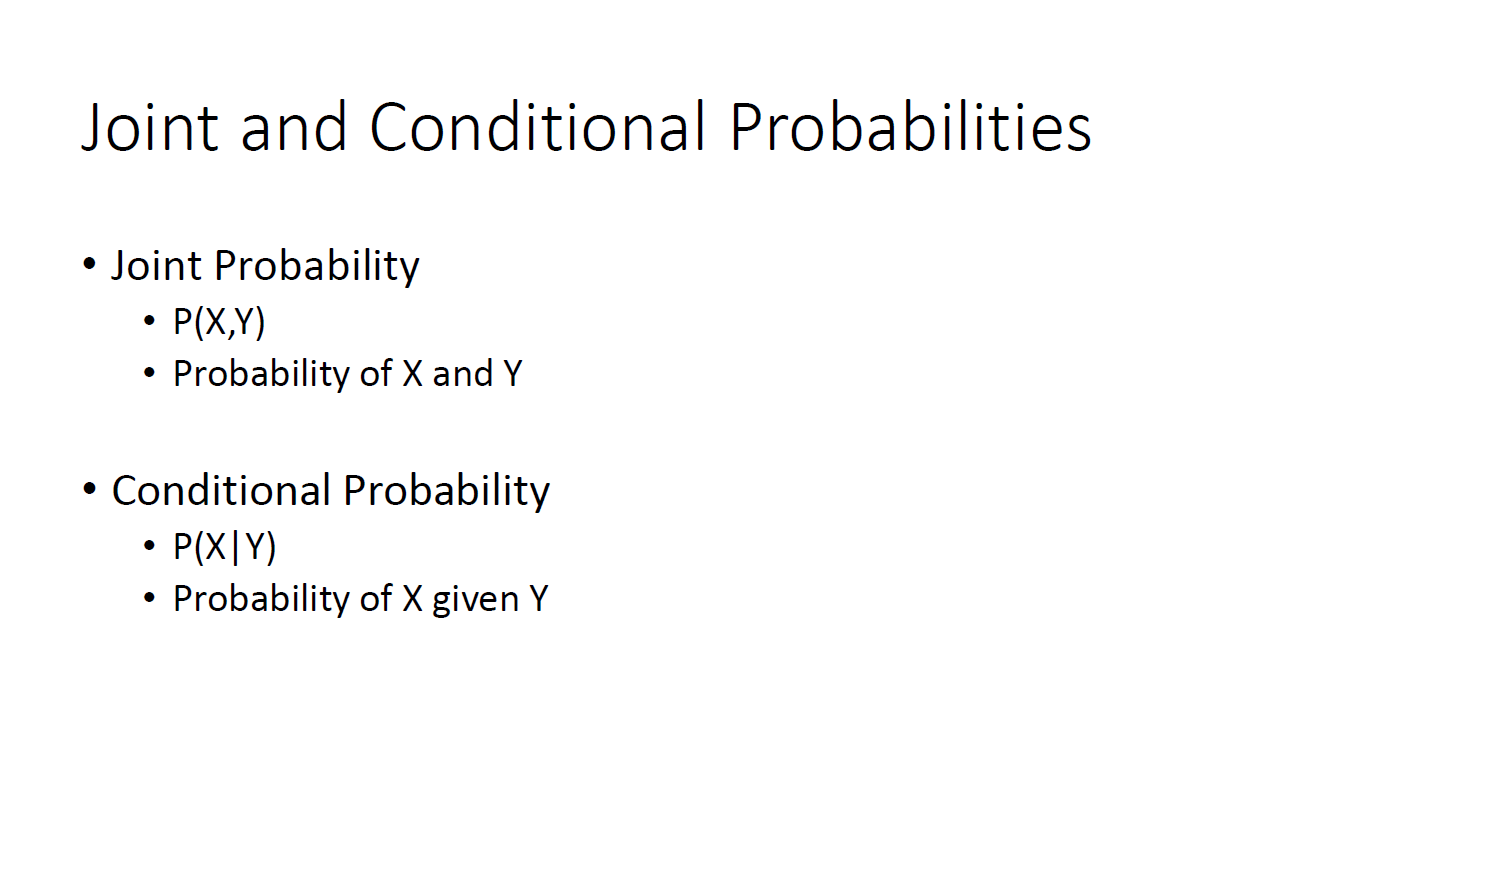 Joint and Conditional Probabilities
• Joint Probability
• P(X,Y)
• Probability of X and Y
• Conditional Probability
• P(X|Y)
• Probability of X given Y